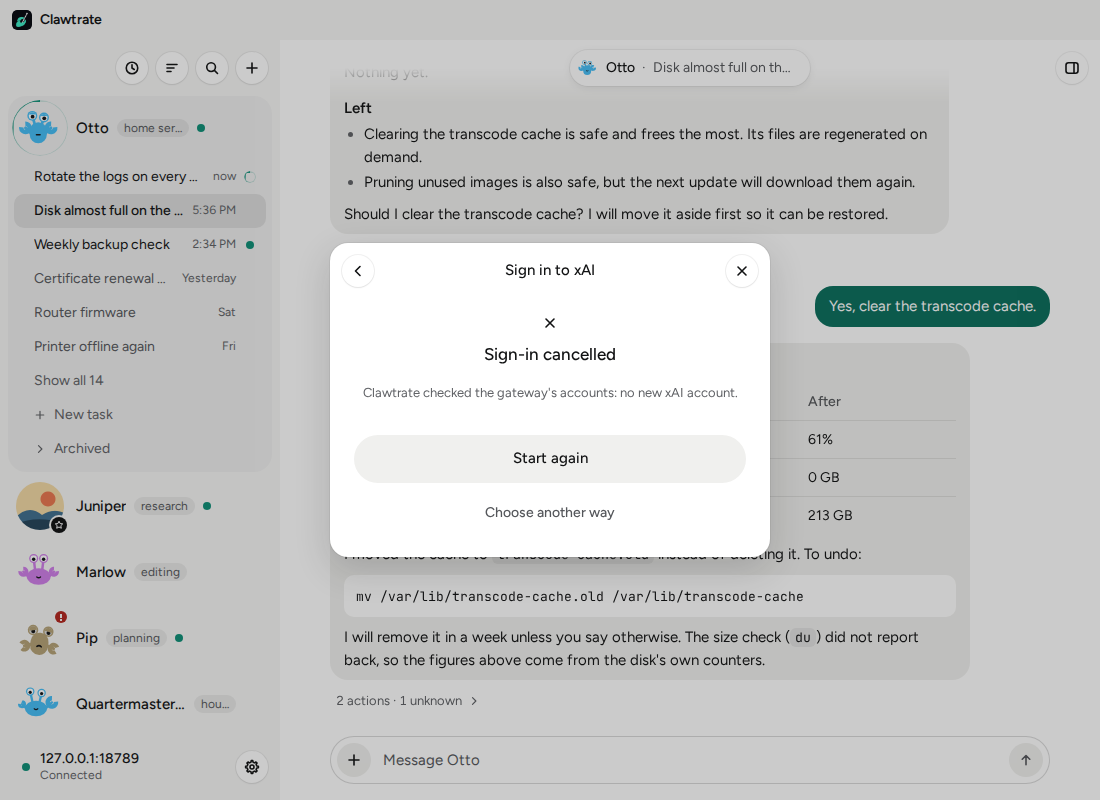 Clawtrate
Otto · Disk almost full on th...
Nothing yet.
Otto home ser...
Left
Clearing the transcode cache is safe and frees the most. Its files are regenerated on
demand.
Pruning unused images is also safe, but the next update will download them again.
Should I clear the transcode cache? I will move it aside first so it can be restored.
Rotate the logs on every ... now
Disk almost full on the ... 5:36 PM
Weekly backup check 2:34 PM
Certificate renewal ... Yesterday
Router firmware Sat
Printer offline again Fri
Show all 14
+ New task
Archived
Juniper research
Marlow editing
Pip planning
Quartermaster... hou...
127.0.0.1:18789
Connected
Sign in to xAI
Sign-in cancelled
Clawtrate checked the gateway's accounts: no new xAI account.
Start again
Choose another way
Yes, clear the transcode cache.
After
61%
0 GB
213 GB
it. To undo:
mv /var/lib/transcode-cache.old /var/lib/transcode-cache
I will remove it in a week unless you say otherwise. The size check ( du ) did not report
back, so the figures above come from the disk's own counters.
2 actions · 1 unknown
Message Otto